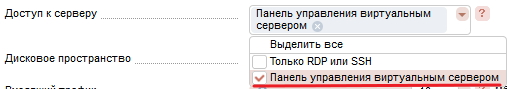 Доступ к серверу
Панель управления виртуальным
сервером
?
Выделить все
Дисковое пространство
Только RDP или SSH
?
Панель управления виртуальным сервером